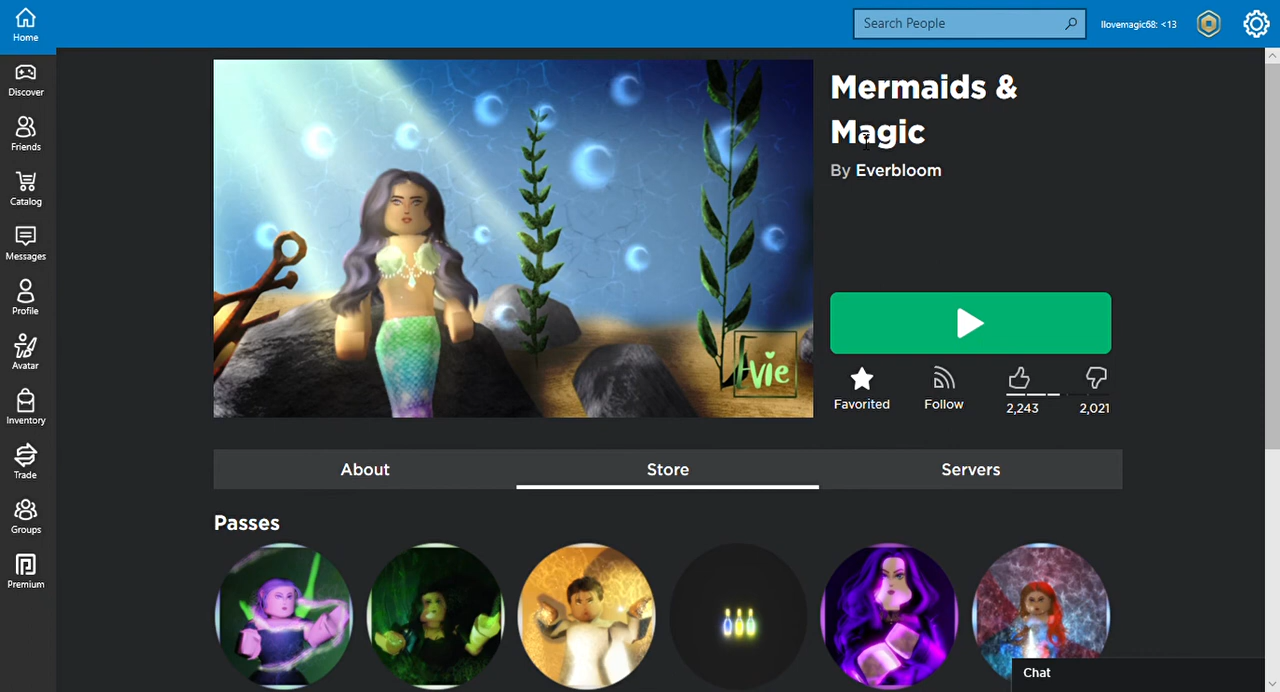 Home
Search People
Ilovemagic68: <13
Discover
Friends
Catalog
Messages
Profile
Avatar
Inventory
Trade
Groups
Premium
Mermaids &
Magic
By Everbloom
Evie
Favorited
Follow
2,243
2,021
About
Store
Servers
Passes
Chat